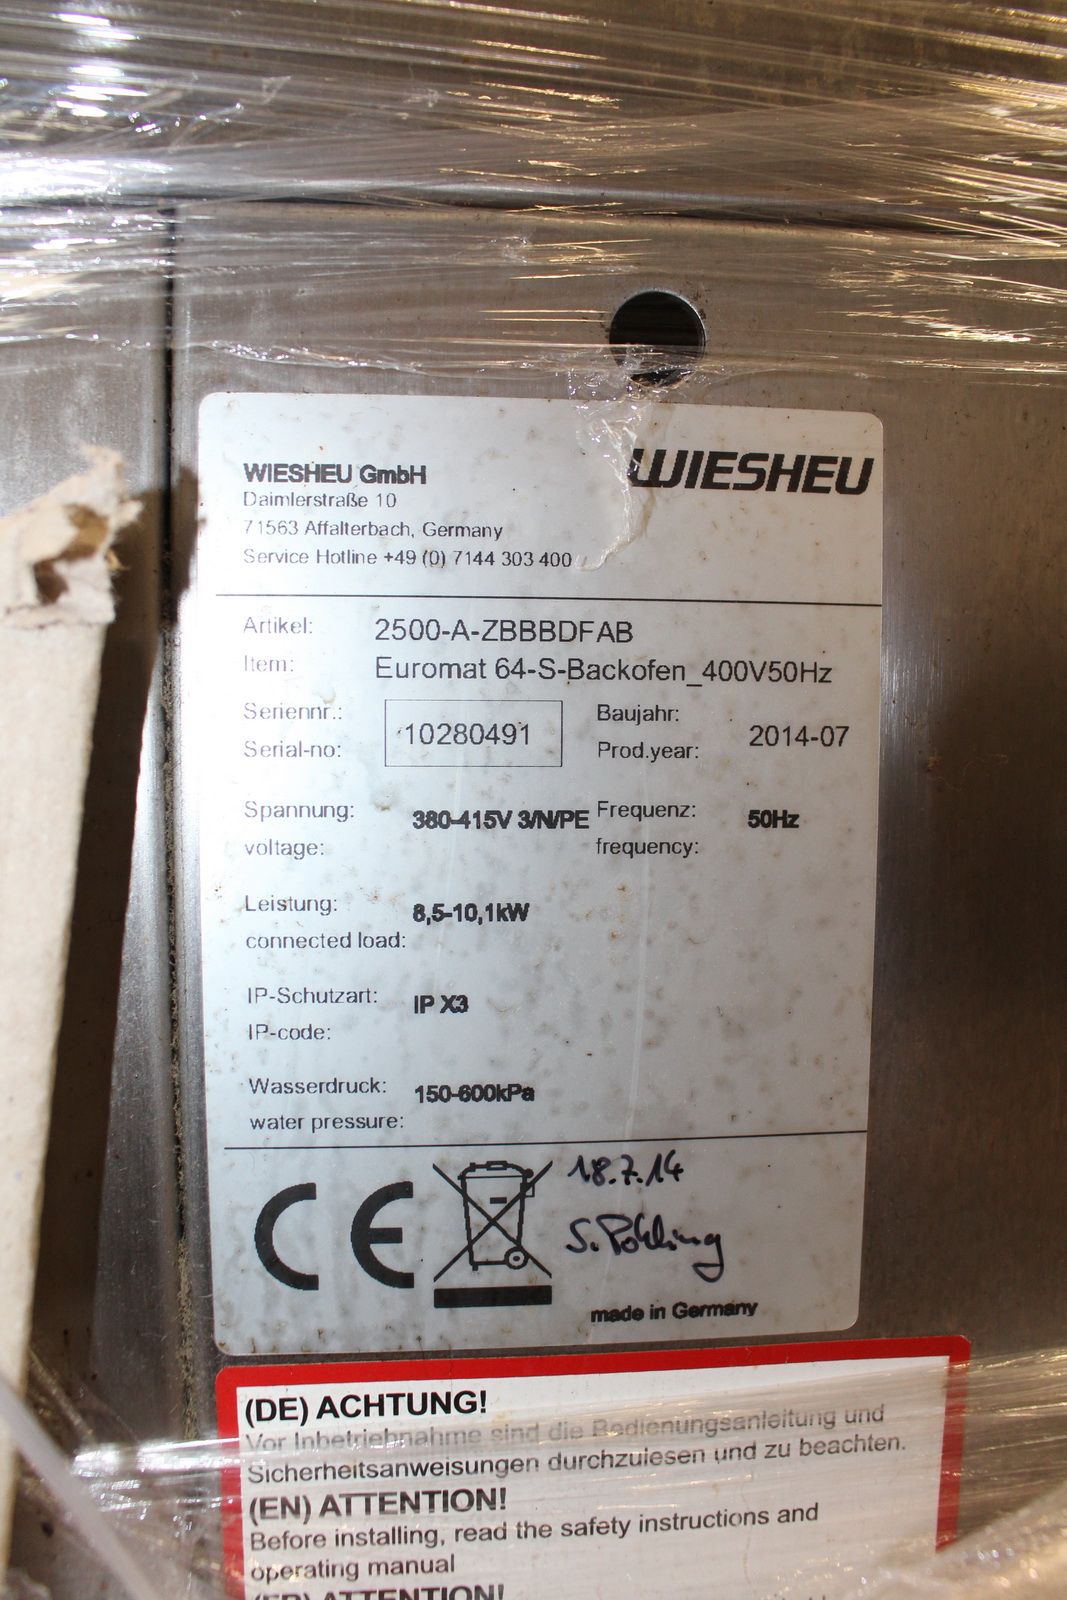 WIESHEU GmbH
WIESHEU
Daimlerstraße 10
71563 Affalterbach, Germany
Service Hotline +49 (0) 7144 303 400
Artikel: 2500-A-ZBBBDFAB
Item: Euromat 64-S-Backofen_400V50Hz
Seriennr.:
Serial-no:
10280491
Baujahr:
Prod.year:
2014-07
Spannung:
voltage:
380-415V 3/N/PE
Frequenz:
frequency:
50Hz
Leistung:
connected load:
8,5-10,1kW
IP-Schutzart:
IP-code:
IP X3
Wasserdruck:
water pressure:
150-600kPa
CE
18.7.14
S. Pohling
made in Germany
(DE) ACHTUNG!
Vor Inbetriebnahme sind die Bedienungsanleitung und
Sicherheitsanweisungen durchzulesen und zu beachten.
(EN) ATTENTION!
Before installing, read the safety instructions and
operating manual
(FR) ATTENTION!